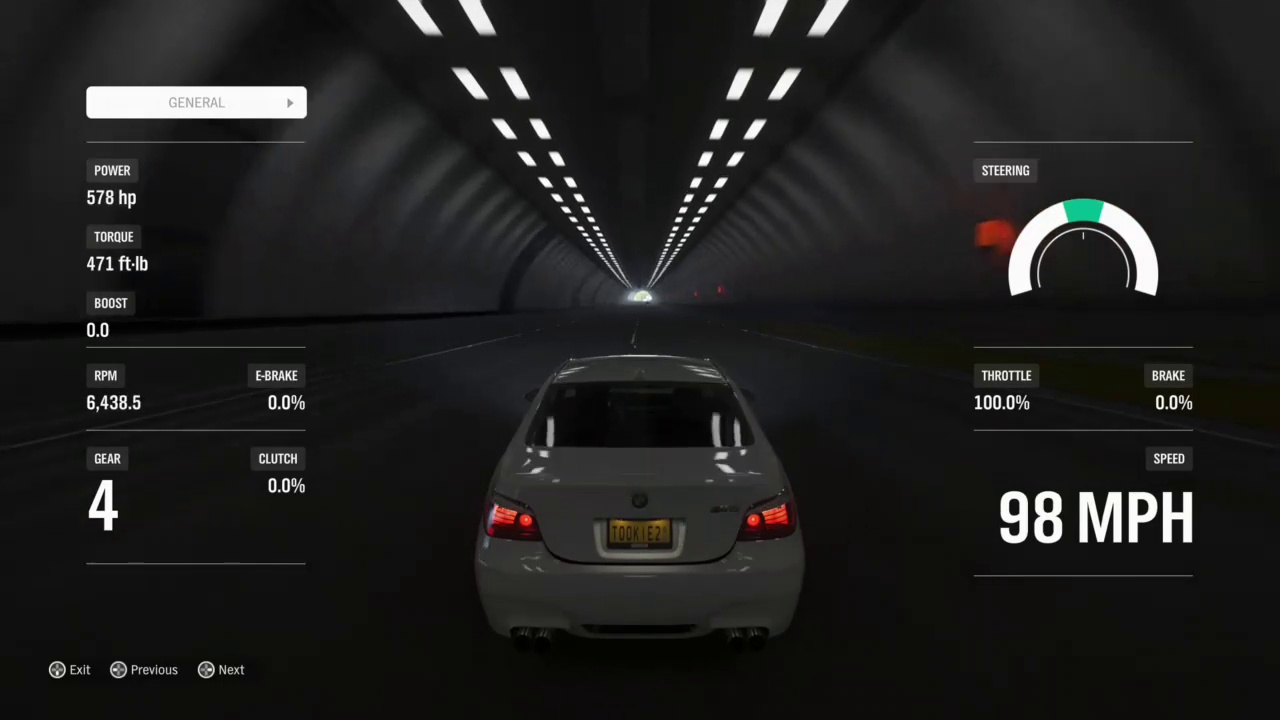 GENERAL
POWER
578 hp
TORQUE
471 ft·lb
BOOST
0.0
RPM
E-BRAKE
6,438.5
0.0%
GEAR
CLUTCH
4
0.0%
STEERING
THROTTLE
BRAKE
100.0%
0.0%
SPEED
98 MPH
TOOKIE2
Exit
Previous
Next